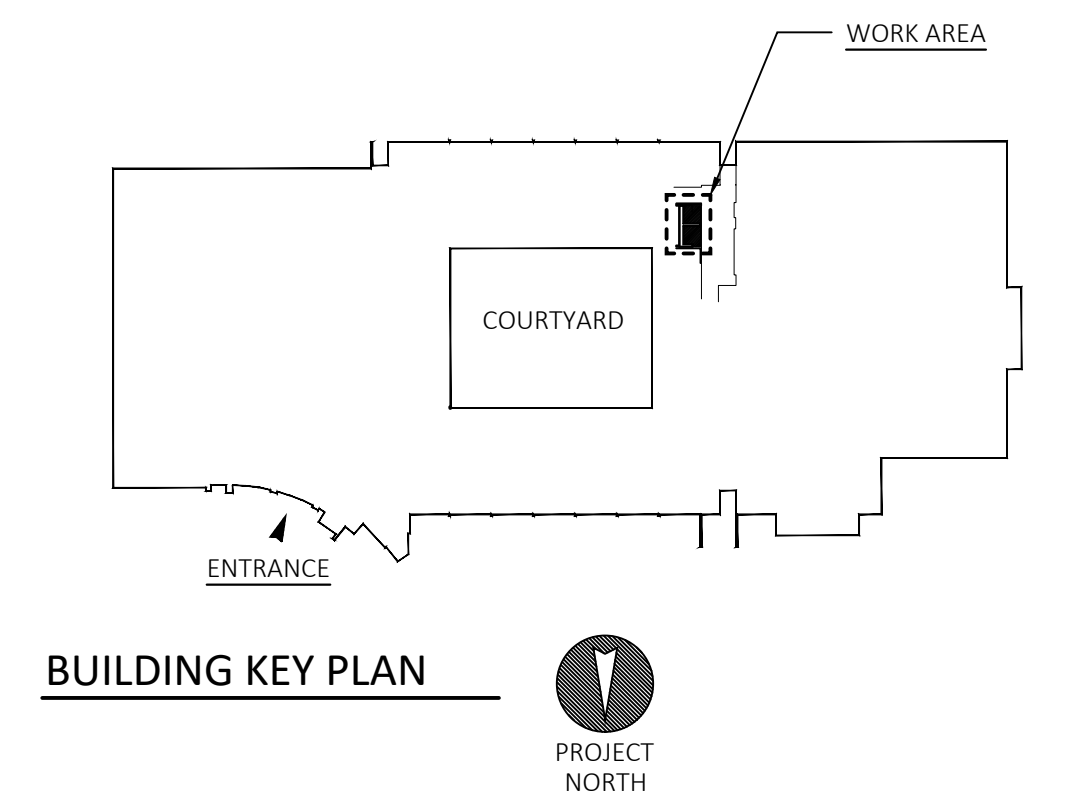 WORK AREA
COURTYARD
ENTRANCE
BUILDING KEY PLAN
PROJECT
NORTH